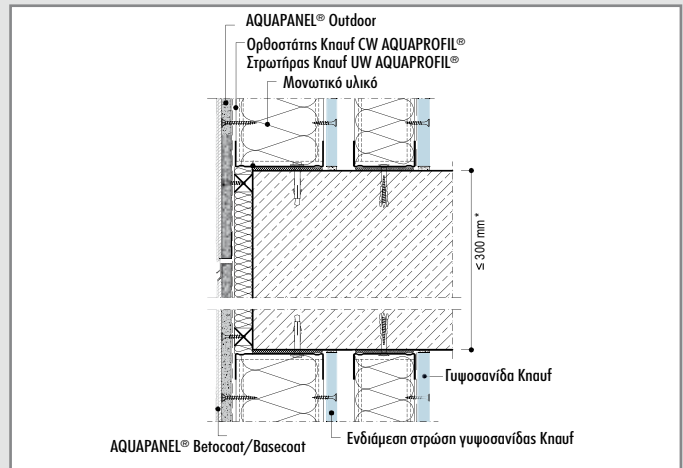 AQUAPANEL® Outdoor
Ορθοστάτης Knauf CW AQUAPROFIL®
Στρωτήρας Knauf UW AQUAPROFIL®
Μονωτικό υλικό
≤ 300 mm *
Γυψοσανίδα Knauf
Ενδιάμεση στρώση γυψοσανίδας Knauf
AQUAPANEL® Betocoat/Basecoat